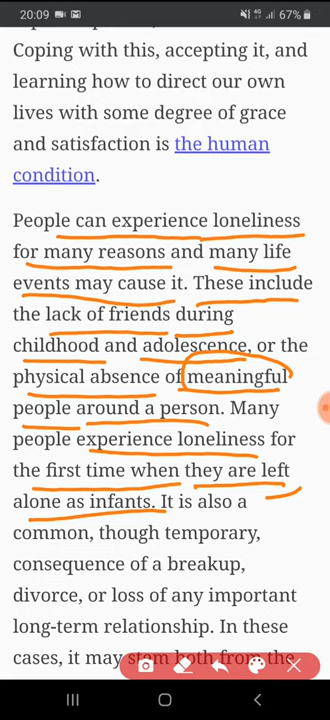 20:09
4G
67%
Coping with this, accepting it, and
learning how to direct our own
lives with some degree of grace
and satisfaction is the human
condition.
People can experience loneliness
for many reasons and many life
events may cause it. These include
the lack of friends during
childhood and adolescence, or the
physical absence of meaningful
people around a person. Many
people experience loneliness for
the first time when they are left
alone as infants. It is also a
common, though temporary,
consequence of a breakup,
divorce, or loss of any important
long-term relationship. In these
cases, it may stem both from the